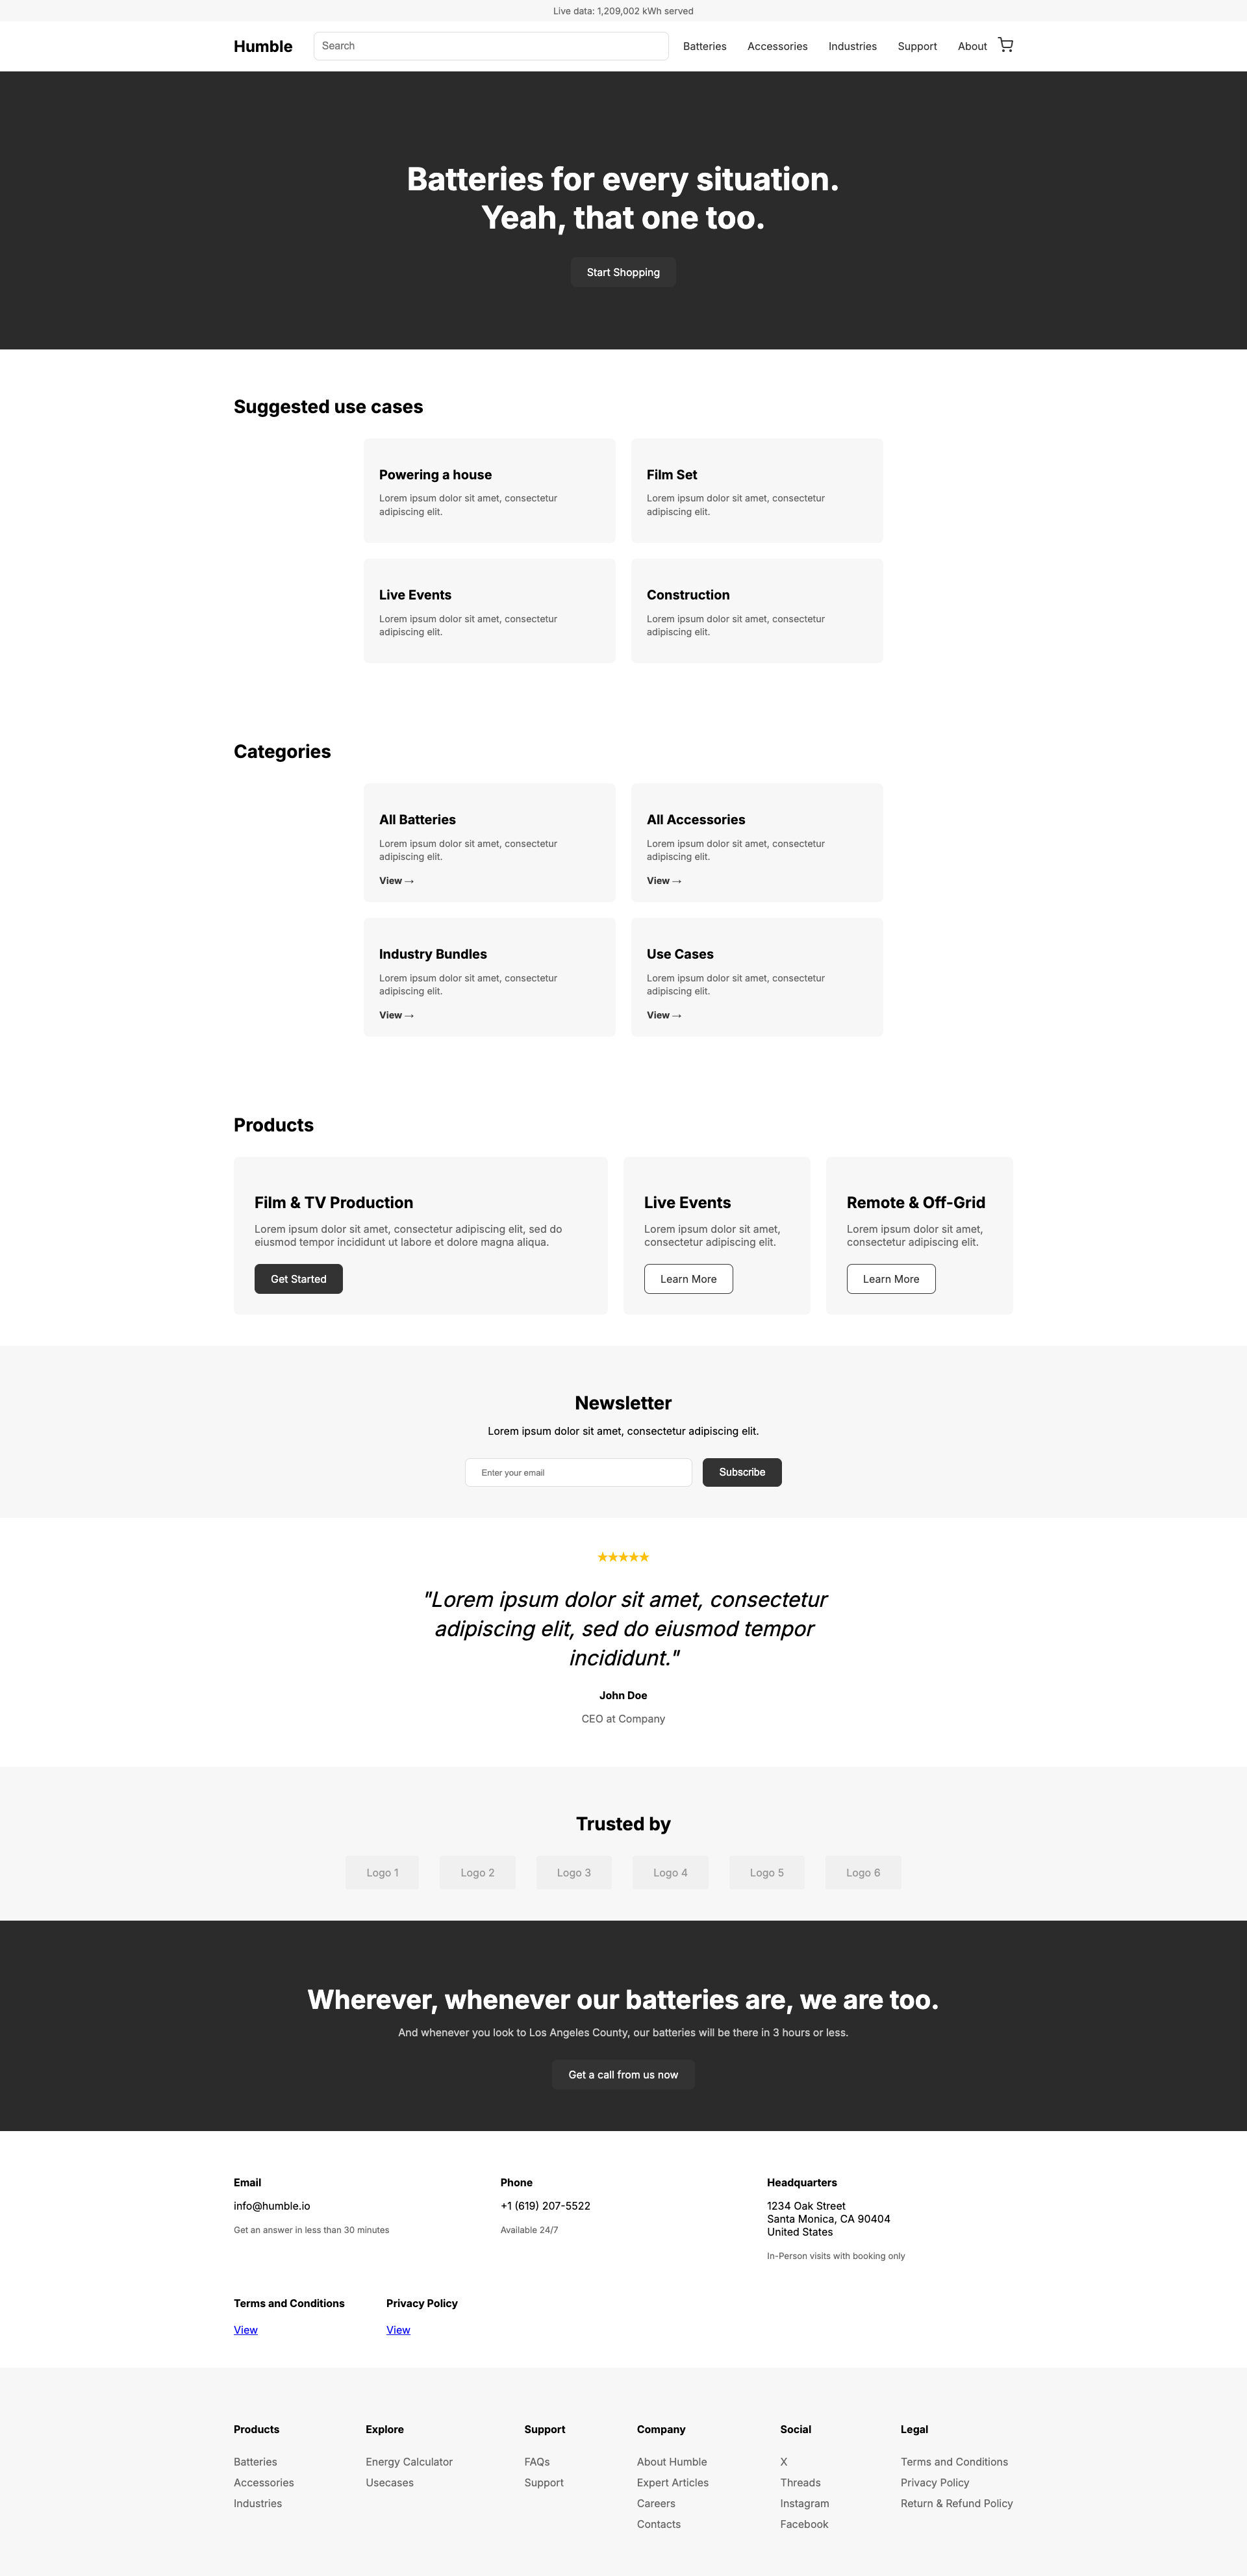 Live data: 1,209,002 kWh served
Humble
Search
Batteries
Accessories
Industries
Support
About
Batteries for every situation.
Yeah, that one too.
Start Shopping
Suggested use cases
Powering a house
Lorem ipsum dolor sit amet, consectetur
adipiscing elit.
Film Set
Lorem ipsum dolor sit amet, consectetur
adipiscing elit.
Live Events
Lorem ipsum dolor sit amet, consectetur
adipiscing elit.
Construction
Lorem ipsum dolor sit amet, consectetur
adipiscing elit.
Categories
All Batteries
Lorem ipsum dolor sit amet, consectetur
adipiscing elit.
View →
All Accessories
Lorem ipsum dolor sit amet, consectetur
adipiscing elit.
View →
Industry Bundles
Lorem ipsum dolor sit amet, consectetur
adipiscing elit.
View →
Use Cases
Lorem ipsum dolor sit amet, consectetur
adipiscing elit.
View →
Products
Film & TV Production
Lorem ipsum dolor sit amet, consectetur adipiscing elit, sed do
eiusmod tempor incididunt ut labore et dolore magna aliqua.
Get Started
Live Events
Lorem ipsum dolor sit amet,
consectetur adipiscing elit.
Learn More
Remote & Off-Grid
Lorem ipsum dolor sit amet,
consectetur adipiscing elit.
Learn More
Newsletter
Lorem ipsum dolor sit amet, consectetur adipiscing elit.
Enter your email
Subscribe
★★★★★
"Lorem ipsum dolor sit amet, consectetur
adipiscing elit, sed do eiusmod tempor
incididunt."
John Doe
CEO at Company
Trusted by
Logo 1
Logo 2
Logo 3
Logo 4
Logo 5
Logo 6
Wherever, whenever our batteries are, we are too.
And whenever you look to Los Angeles County, our batteries will be there in 3 hours or less.
Get a call from us now
Email
info@humble.io
Get an answer in less than 30 minutes
Phone
+1 (619) 207-5522
Available 24/7
Headquarters
1234 Oak Street
Santa Monica, CA 90404
United States
In-Person visits with booking only
Terms and Conditions
View
Privacy Policy
View
Products
Batteries
Accessories
Industries
Explore
Energy Calculator
Usecases
Support
FAQs
Support
Company
About Humble
Expert Articles
Careers
Contacts
Social
X
Threads
Instagram
Facebook
Legal
Terms and Conditions
Privacy Policy
Return & Refund Policy